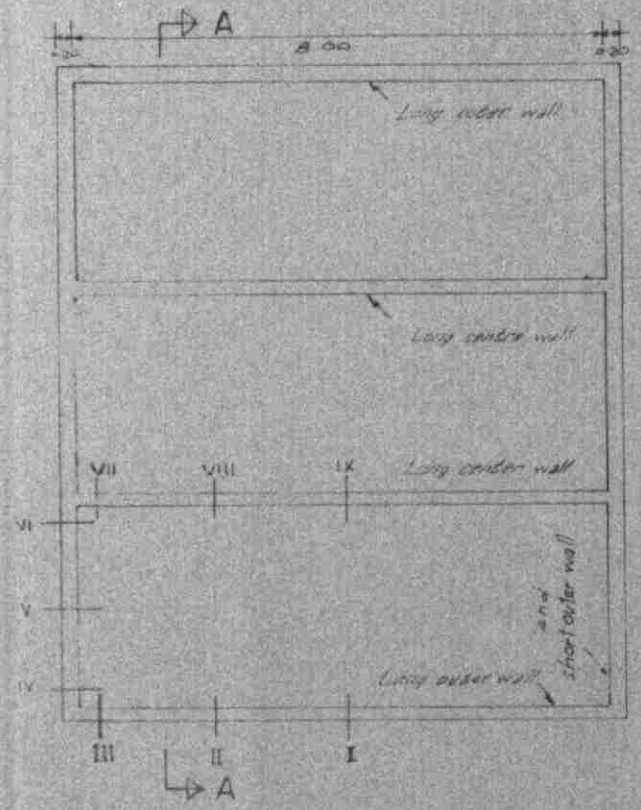 A
0.20
8.00
0.20
Long outer wall
Long centre wall
VII VIII IX Long center wall
VI
V
end
short outer wall
IV
Long outer wall
III II I
A